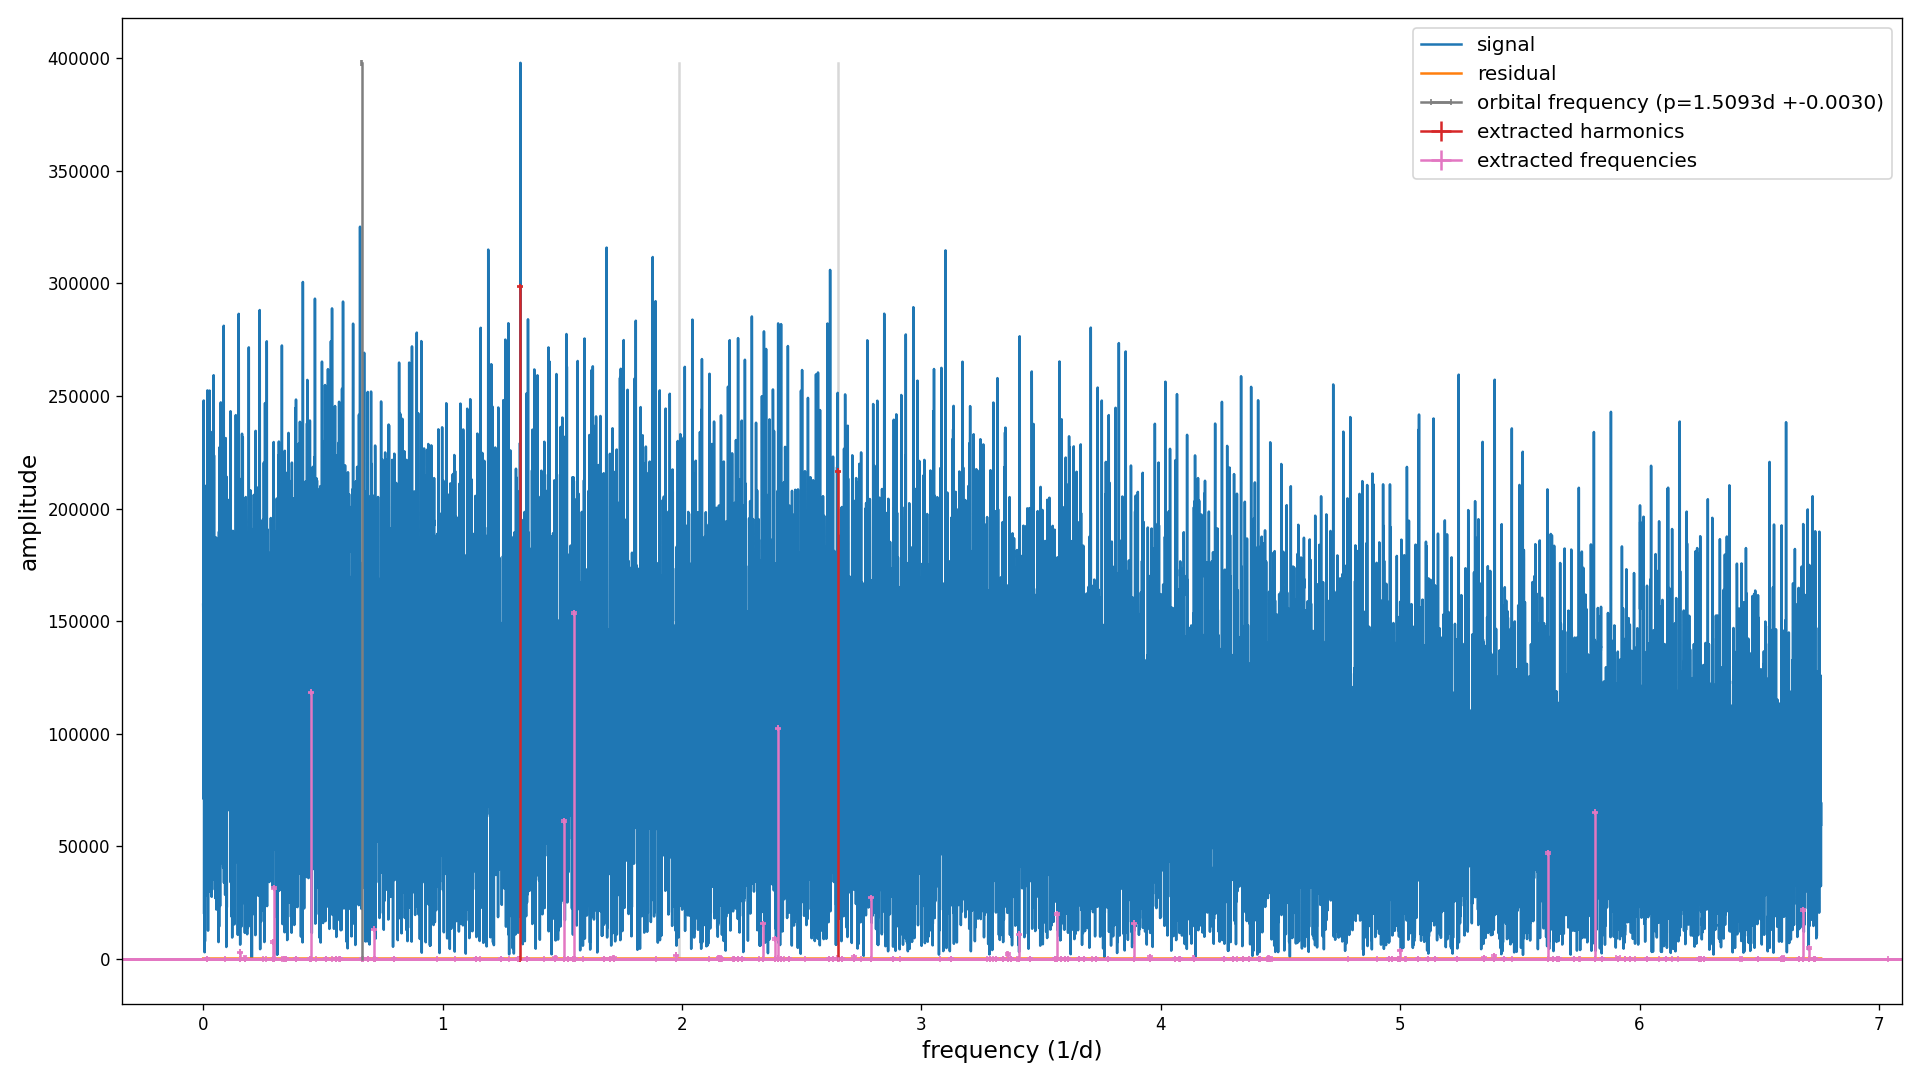 signal
residual
orbital frequency (p=1.5093d +-0.0030)
extracted harmonics
extracted frequencies
400000
350000
300000
250000
200000
150000
100000
50000
0
amplitude
0 1 2 3 4 5 6 7
frequency (1/d)